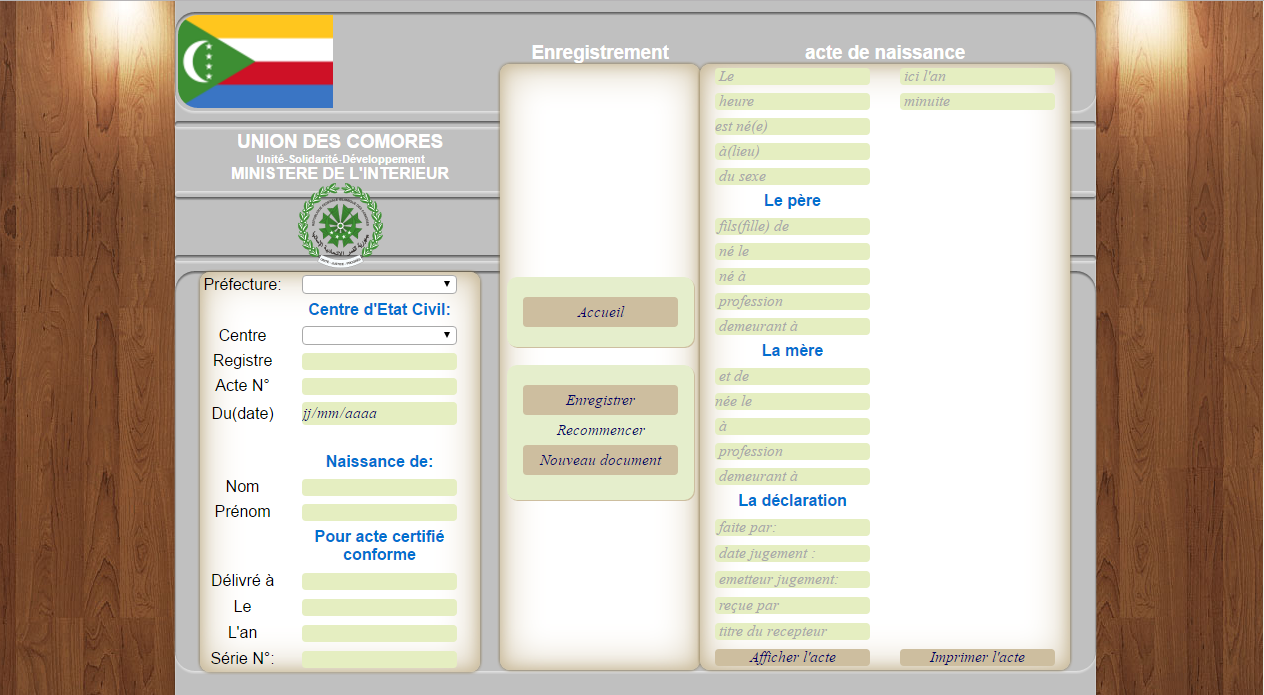 Enregistrement
acte de naissance
UNION DES COMORES
Unité-Solidarité-Développement
MINISTERE DE L'INTERIEUR
Préfecture:
Centre d'Etat Civil:
Centre
Registre
Acte N°
Du(date)
jj/mm/aaaa
Naissance de:
Nom
Prénom
Pour acte certifié
conforme
Délivré à
Le
L'an
Série N°:
Accueil
Enregistrer
Recommencer
Nouveau document
Le
ici l'an
heure
minuite
est né(e)
à(lieu)
du sexe
Le père
fils(fille) de
né le
né à
profession
demeurant à
La mère
et de
née le
à
profession
demeurant à
La déclaration
faite par:
date jugement :
emetteur jugement:
reçue par
titre du recepteur
Afficher l'acte
Imprimer l'acte